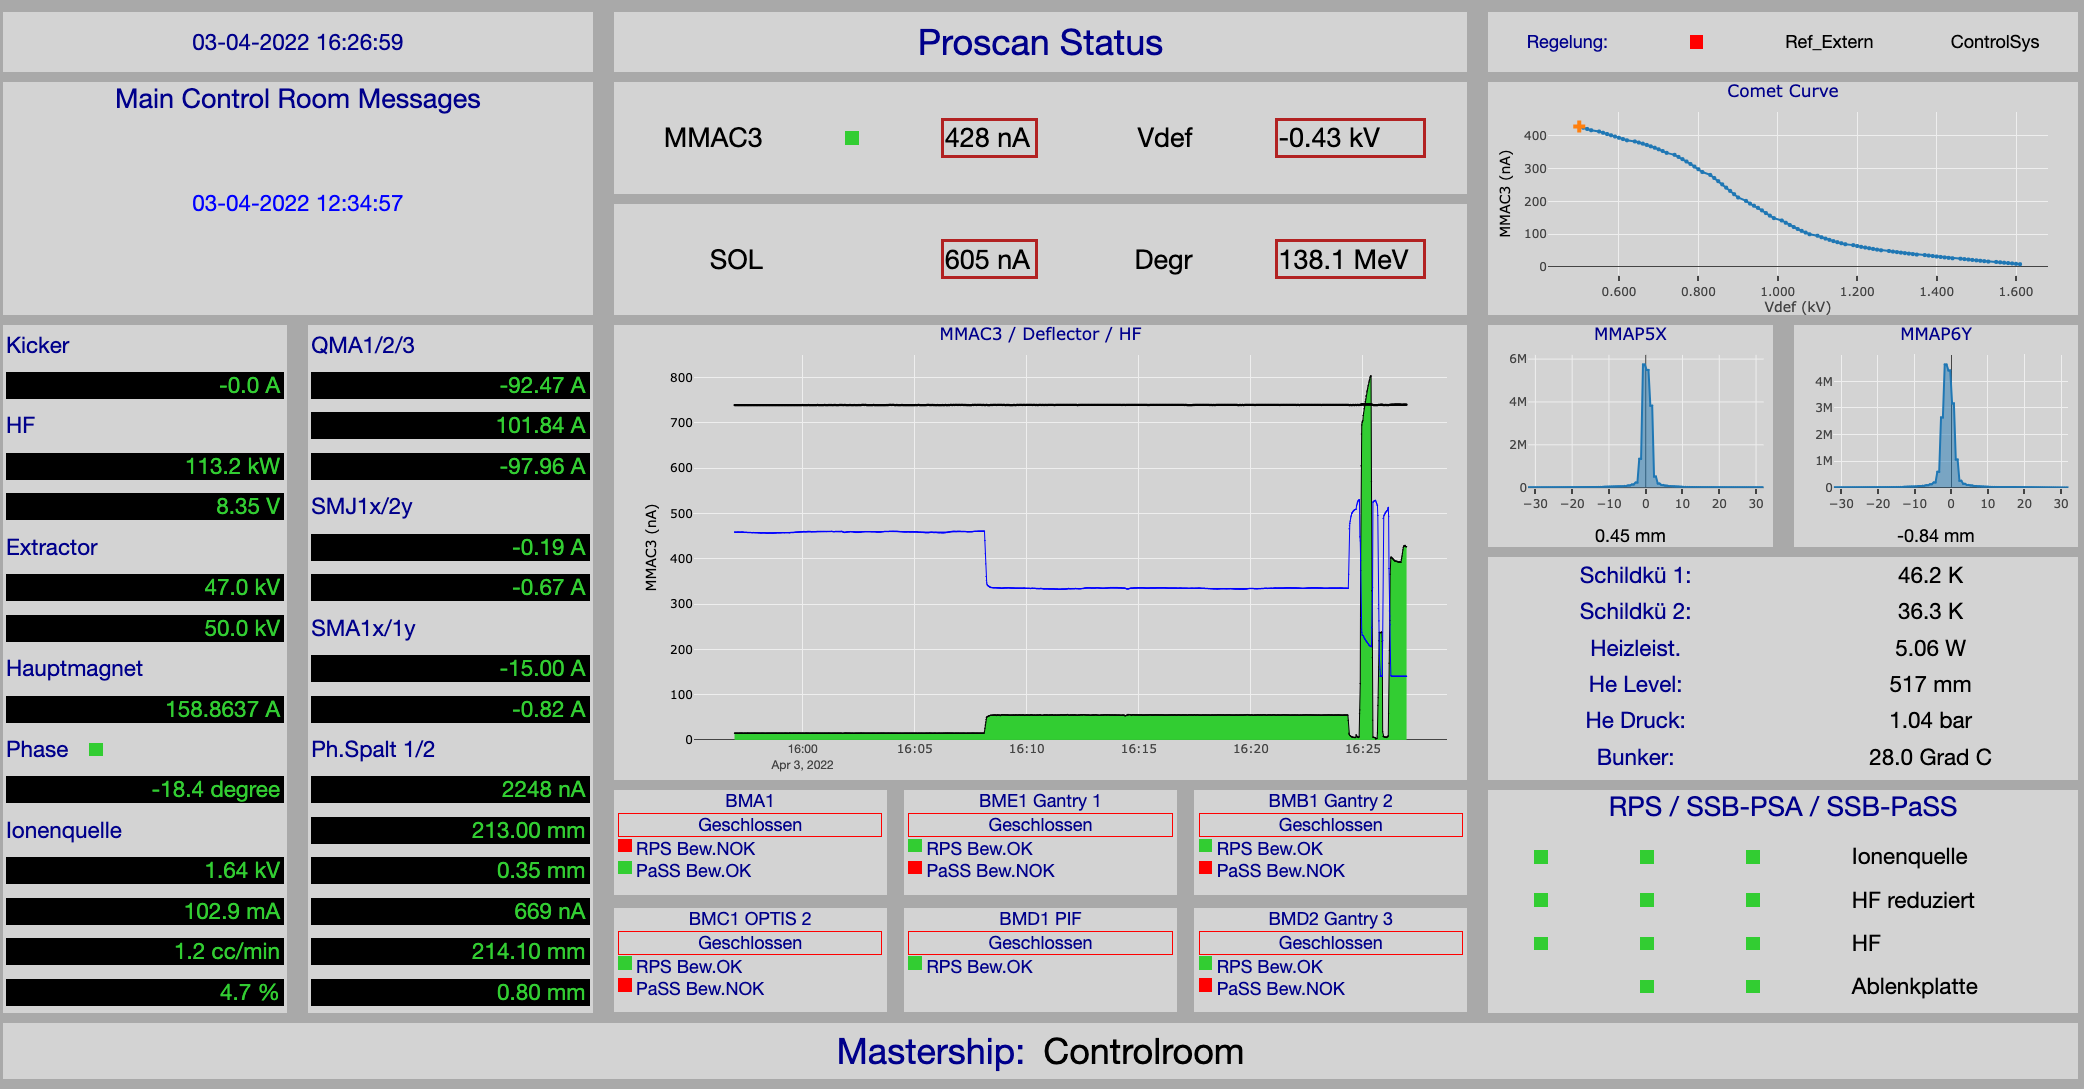 03-04-2022 16:26:59
Main Control Room Messages
03-04-2022 12:34:57
Proscan Status
MMAC3 428 nA Vdef -0.43 kV
SOL 605 nA Degr 138.1 MeV
Regelung: Ref_Extern ControlSys
Comet Curve
MMAC3 (nA)
400
300
200
100
0
0.600 0.800 1.000 1.200 1.400 1.600
Vdef (kV)
Kicker
-0.0 A
HF
113.2 kW
8.35 V
Extractor
47.0 kV
50.0 kV
Hauptmagnet
158.8637 A
Phase
-18.4 degree
Ionenquelle
1.64 kV
102.9 mA
1.2 cc/min
4.7 %
QMA1/2/3
-92.47 A
101.84 A
-97.96 A
SMJ1x/2y
-0.19 A
-0.67 A
SMA1x/1y
-15.00 A
-0.82 A
Ph.Spalt 1/2
2248 nA
213.00 mm
0.35 mm
669 nA
214.10 mm
0.80 mm
MMAC3 / Deflector / HF
MMAC3 (nA)
800
700
600
500
400
300
200
100
0
16:00 16:05 16:10 16:15 16:20 16:25
Apr 3, 2022
MMAP5X
6M
4M
2M
0
−30 −20 −10 0 10 20 30
0.45 mm
MMAP6Y
4M
3M
2M
1M
0
−30 −20 −10 0 10 20 30
-0.84 mm
Schildkü 1: 46.2 K
Schildkü 2: 36.3 K
Heizleist. 5.06 W
He Level: 517 mm
He Druck: 1.04 bar
Bunker: 28.0 Grad C
BMA1
Geschlossen
RPS Bew.NOK
PaSS Bew.OK
BME1 Gantry 1
Geschlossen
RPS Bew.OK
PaSS Bew.NOK
BMB1 Gantry 2
Geschlossen
RPS Bew.OK
PaSS Bew.NOK
BMC1 OPTIS 2
Geschlossen
RPS Bew.OK
PaSS Bew.NOK
BMD1 PIF
Geschlossen
RPS Bew.OK
BMD2 Gantry 3
Geschlossen
RPS Bew.OK
PaSS Bew.NOK
RPS / SSB-PSA / SSB-PaSS
Ionenquelle
HF reduziert
HF
Ablenkplatte
Mastership: Controlroom